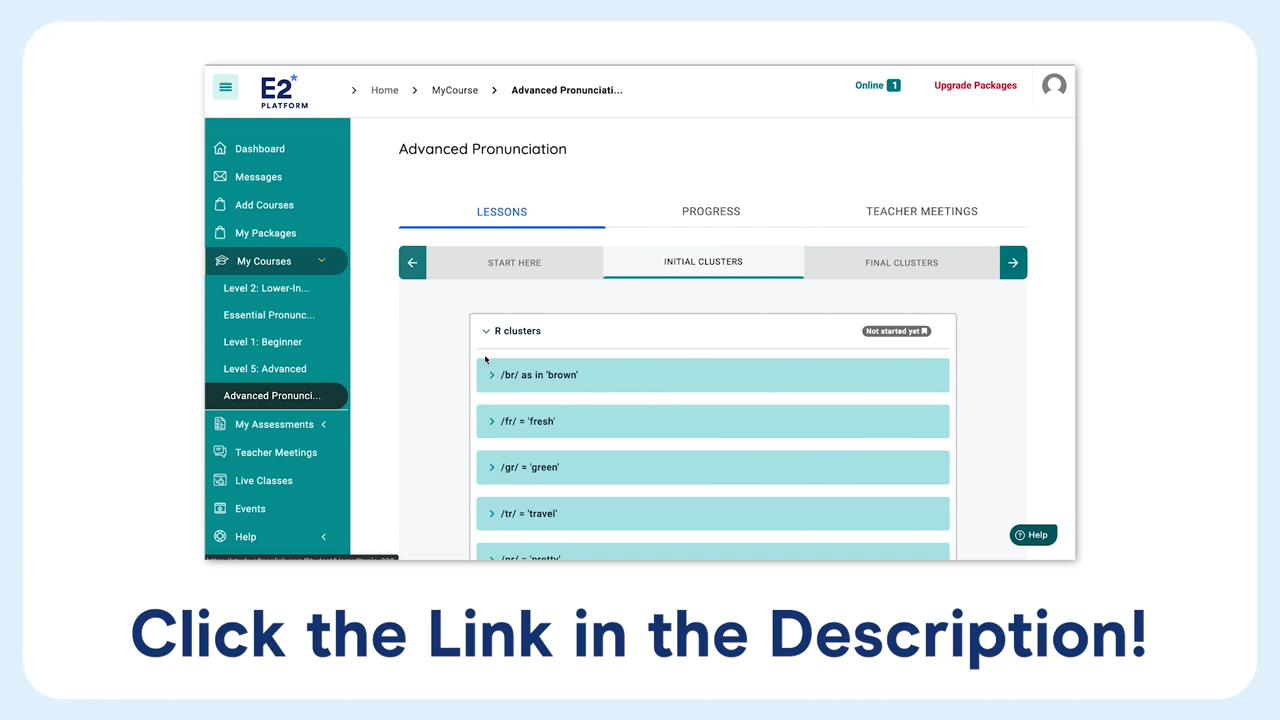 E2*
PLATFORM
Home
MyCourse
Advanced Pronunciati...
Online 1
Upgrade Packages
Dashboard
Messages
Add Courses
My Packages
My Courses
Level 2: Lower-In...
Essential Pronunc...
Level 1: Beginner
Level 5: Advanced
Advanced Pronunci...
My Assessments
Teacher Meetings
Live Classes
Events
Help
Advanced Pronunciation
LESSONS
PROGRESS
TEACHER MEETINGS
START HERE
INITIAL CLUSTERS
FINAL CLUSTERS
R clusters
Not started yet
/br/ as in 'brown'
/fr/ = 'fresh'
/gr/ = 'green'
/tr/ = 'travel'
/pr/ = 'pretty'
Help
Click the Link in the Description!